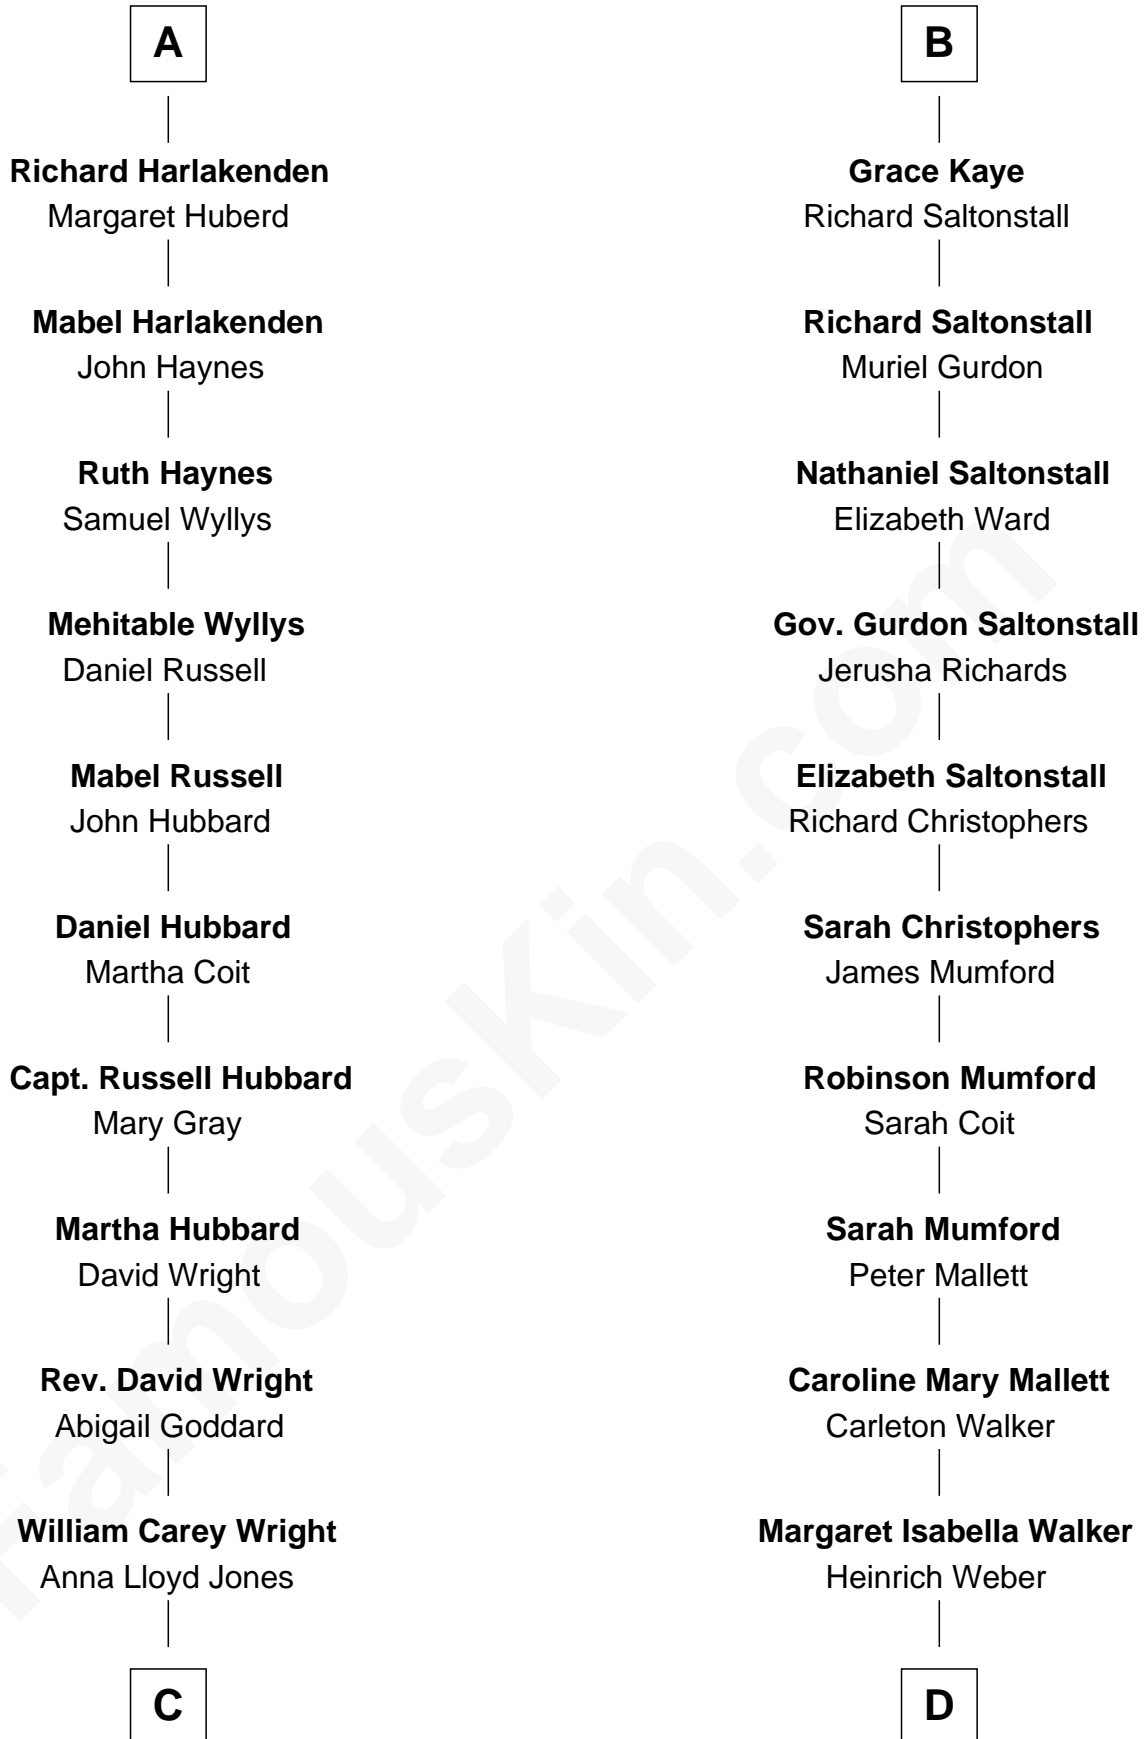 A
Richard Harlakenden
Margaret Huberd
Mabel Harlakenden
John Haynes
Ruth Haynes
Samuel Wyllys
Mehitable Wyllys
Daniel Russell
Mabel Russell
John Hubbard
Daniel Hubbard
Martha Coit
Capt. Russell Hubbard
Mary Gray
Martha Hubbard
David Wright
Rev. David Wright
Abigail Goddard
William Carey Wright
Anna Lloyd Jones
C
B
Grace Kaye
Richard Saltonstall
Richard Saltonstall
Muriel Gurdon
Nathaniel Saltonstall
Elizabeth Ward
Gov. Gurdon Saltonstall
Jerusha Richards
Elizabeth Saltonstall
Richard Christophers
Sarah Christophers
James Mumford
Robinson Mumford
Sarah Coit
Sarah Mumford
Peter Mallett
Caroline Mary Mallett
Carleton Walker
Margaret Isabella Walker
Heinrich Weber
D
FamousKin.com